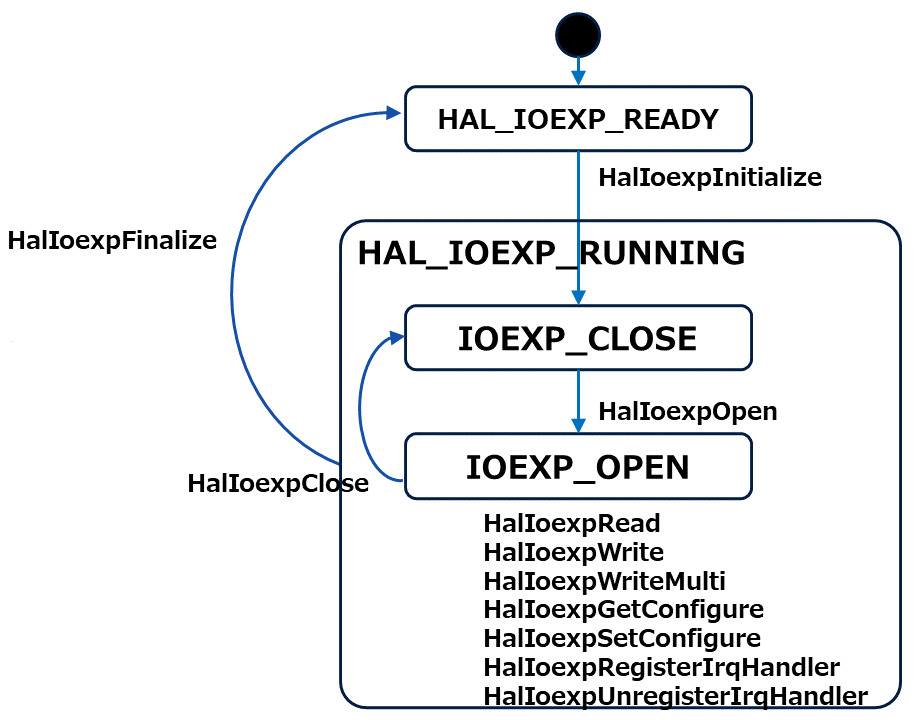 HAL_IOEXP_READY
HalIoexpInitialize
HalIoexpFinalize
HAL_IOEXP_RUNNING
IOEXP_CLOSE
HalIoexpOpen
IOEXP_OPEN
HalIoexpClose
HalIoexpRead
HalIoexpWrite
HalIoexpWriteMulti
HalIoexpGetConfigure
HalIoexpSetConfigure
HalIoexpRegisterIrqHandler
HalIoexpUnregisterIrqHandler